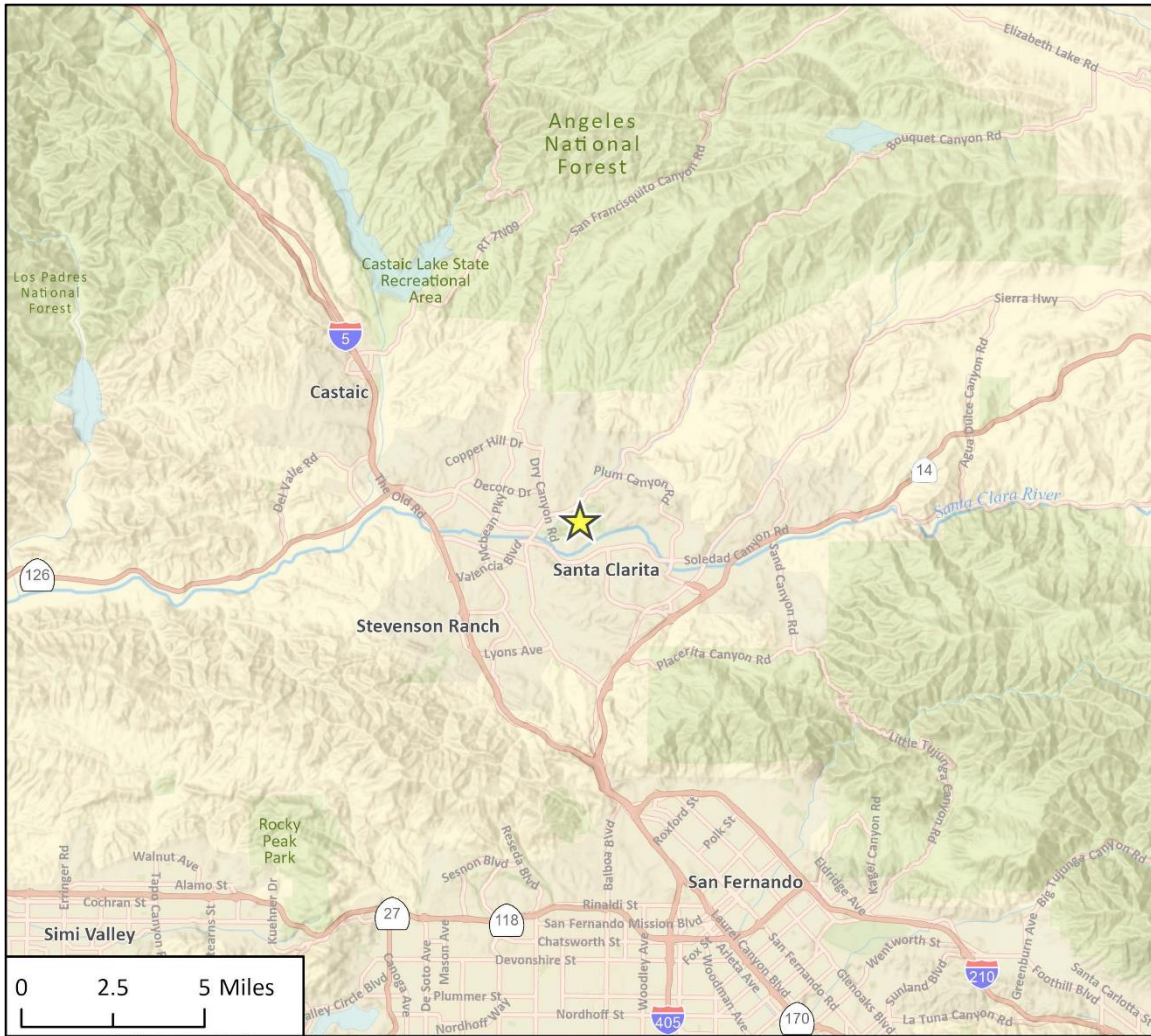 Elizabeth Lake Rd
Angeles
National
Forest
Bouquet Canyon Rd
San Francisquito Canyon Rd
RT 7N09
Castaic Lake State
Recreational
Area
Los Padres
National
Forest
Sierra Hwy
5
Castaic
Agua Dulce Canyon Rd
Copper Hill Dr
Del Valle Rd
Decoro Dr
Dry Canyon Rd
Plum Canyon Rd
14
The Old Rd
Mcbean Pky
Santa Clara River
Soledad Canyon Rd
Sand Canyon Rd
126
Valencia Blvd
Santa Clarita
Stevenson Ranch
Lyons Ave
Placerita Canyon Rd
Little Tujunga Canyon Rd
Rocky
Peak
Park
Roxford St
Polk St
Balboa Blvd
Reseda Blvd
Sesnon Blvd
Kagel Canyon Rd
Big Tujunga Canyon Rd
Eldridge Ave
San Fernando
Erringer Rd
Walnut Ave
Alamo St
Cochran St
Tapo Canyon
Stearns St
Kuehner Dr
Simi Valley
27
118
Rinaldi St
San Fernando Mission Blvd
Chatsworth St
Devonshire St
De Soto Ave
Mason Ave
Canoga Ave
Woodley Ave
Fox St
Woodman Ave
Arleta Ave
Laurel Canyon Blvd
San Fernando Rd
Glenoaks Blvd
Wentworth St
Sunland Blvd
210
Greenburn Ave
Foothill Blvd
Santa Carlotta St
La Tuna Canyon Rd
Plummer St
Nordhoff Way
Nordhoff St
405
170
alley Circle Blvd
0 2.5 5 Miles